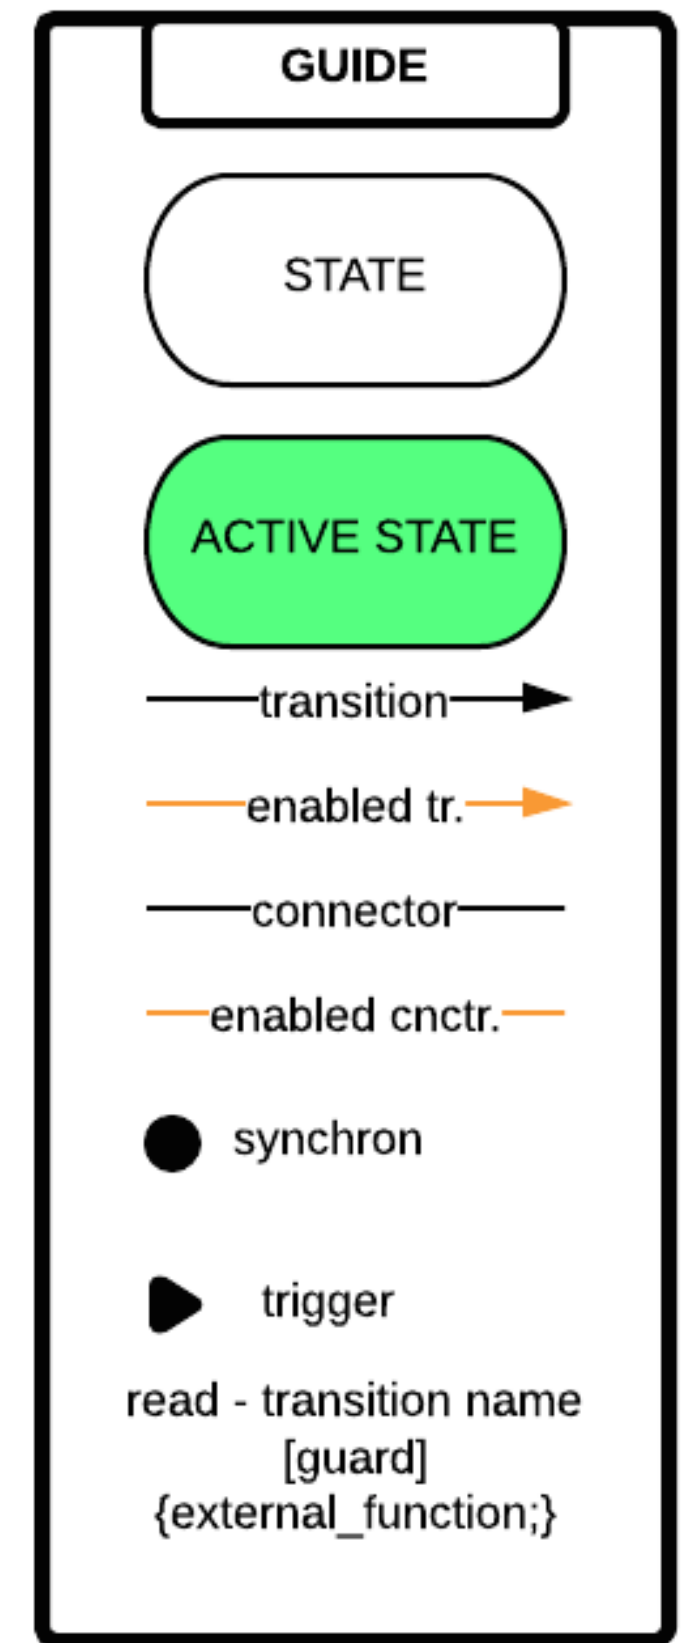 GUIDE
STATE
ACTIVE STATE
transition
enabled tr.
connector
enabled cnctr.
synchron
trigger
read - transition name
[guard]
{external_function;}